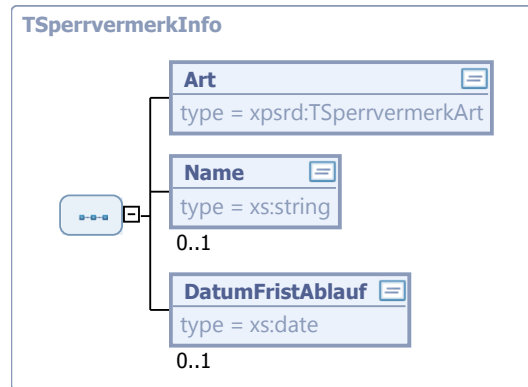 TSperrvermerkInfo
Art
type = xpsrd:TSperrvermerkArt
Name
type = xs:string
0..1
DatumFristAblauf
type = xs:date
0..1